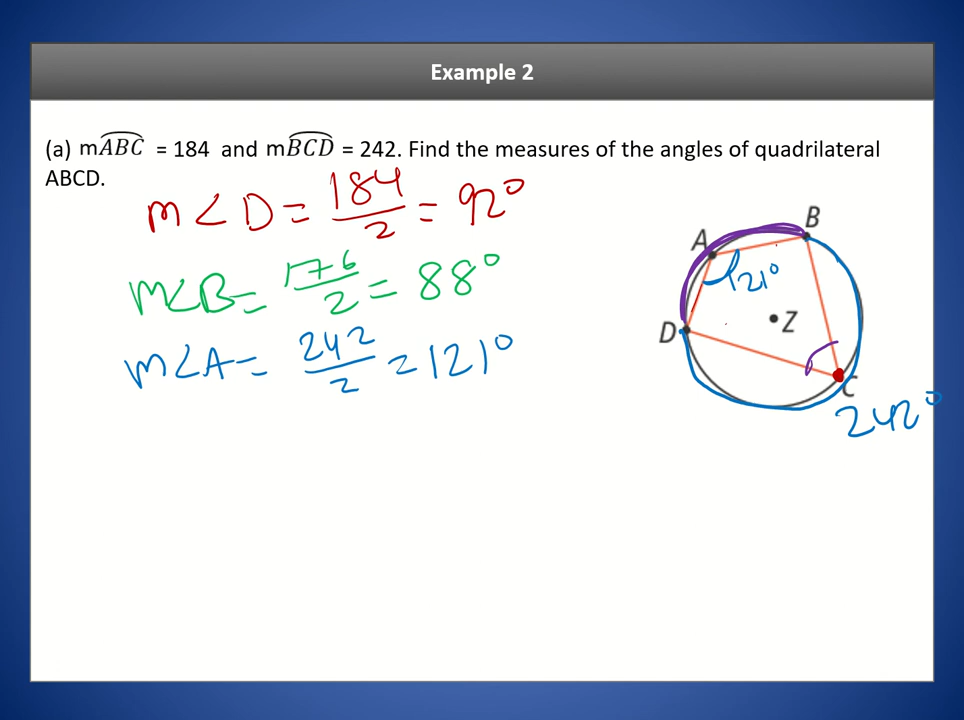 Example 2
(a) mABC = 184 and mBCD = 242. Find the measures of the angles of quadrilateral
ABCD.
m∠D = 184/2 = 92°
m∠B = 176/2 = 88°
m∠A = 242/2 = 121°
A
B
121°
D
Z
C
242°